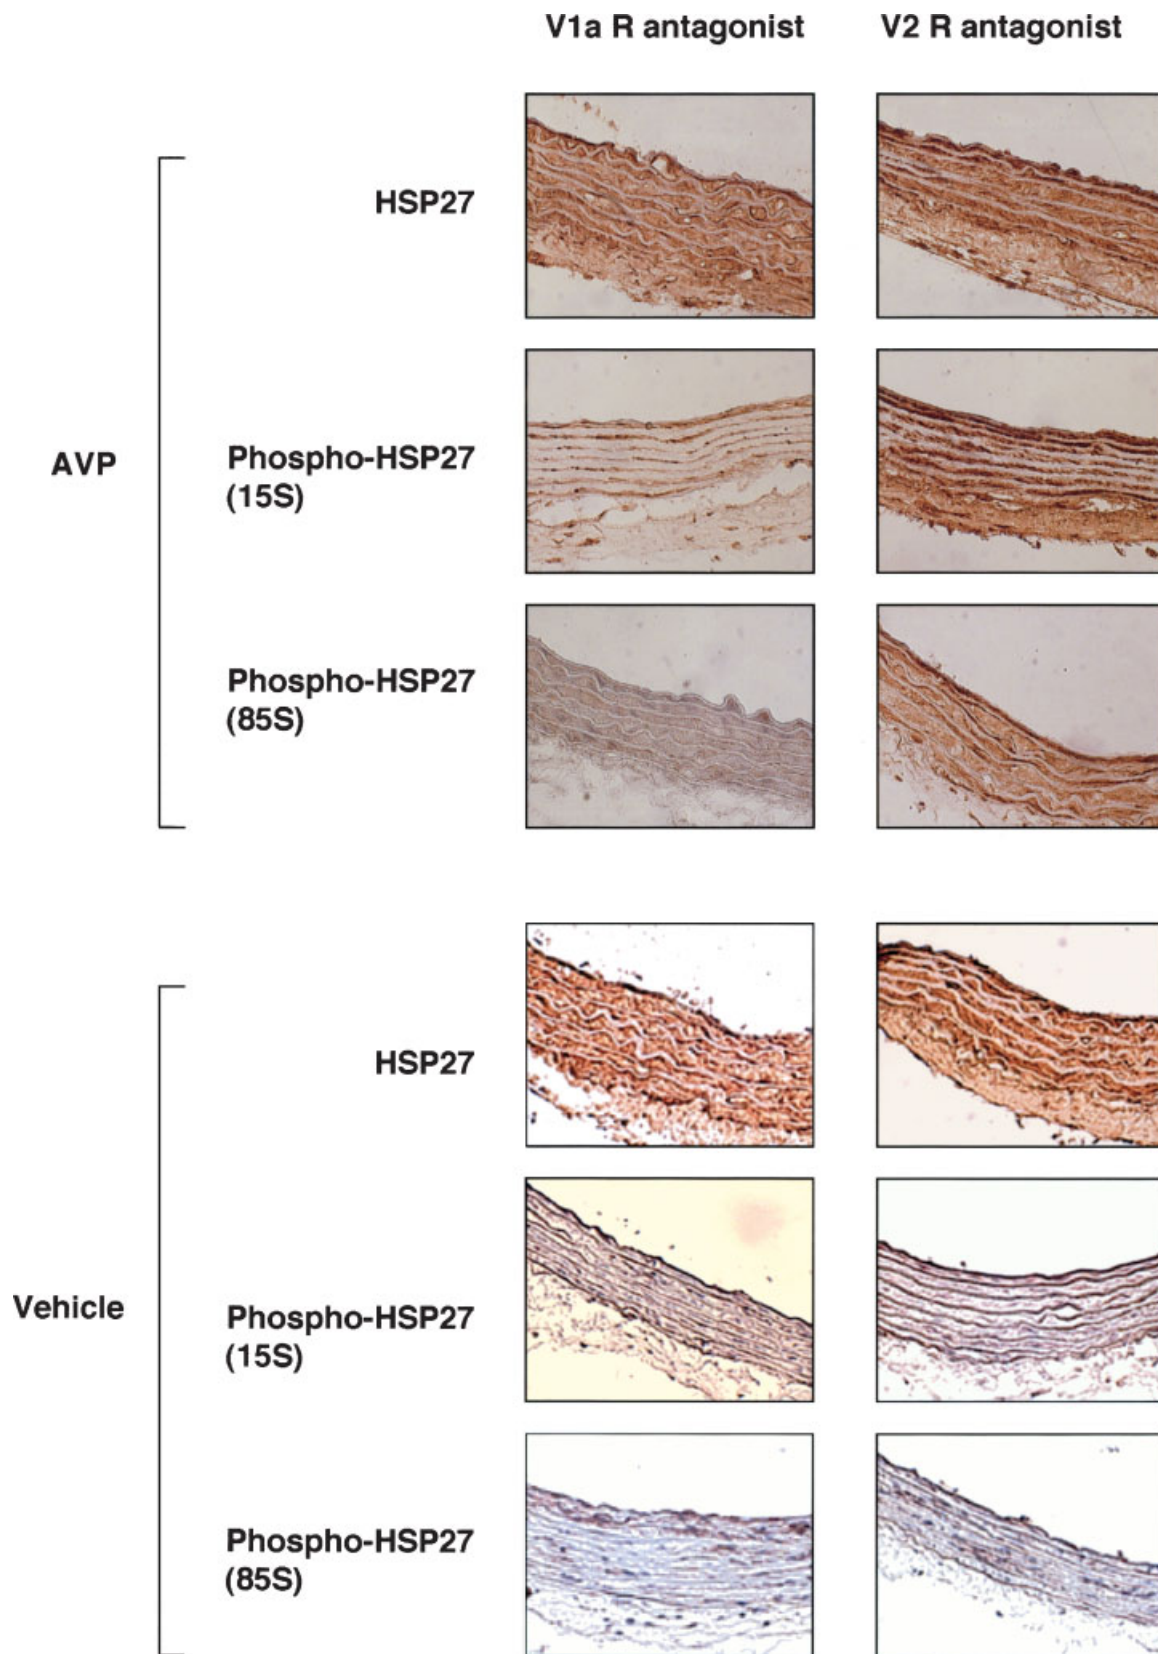 V1a R antagonist V2 R antagonist
HSP27
AVP
Phospho-HSP27
(15S)
Phospho-HSP27
(85S)
HSP27
Vehicle
Phospho-HSP27
(15S)
Phospho-HSP27
(85S)